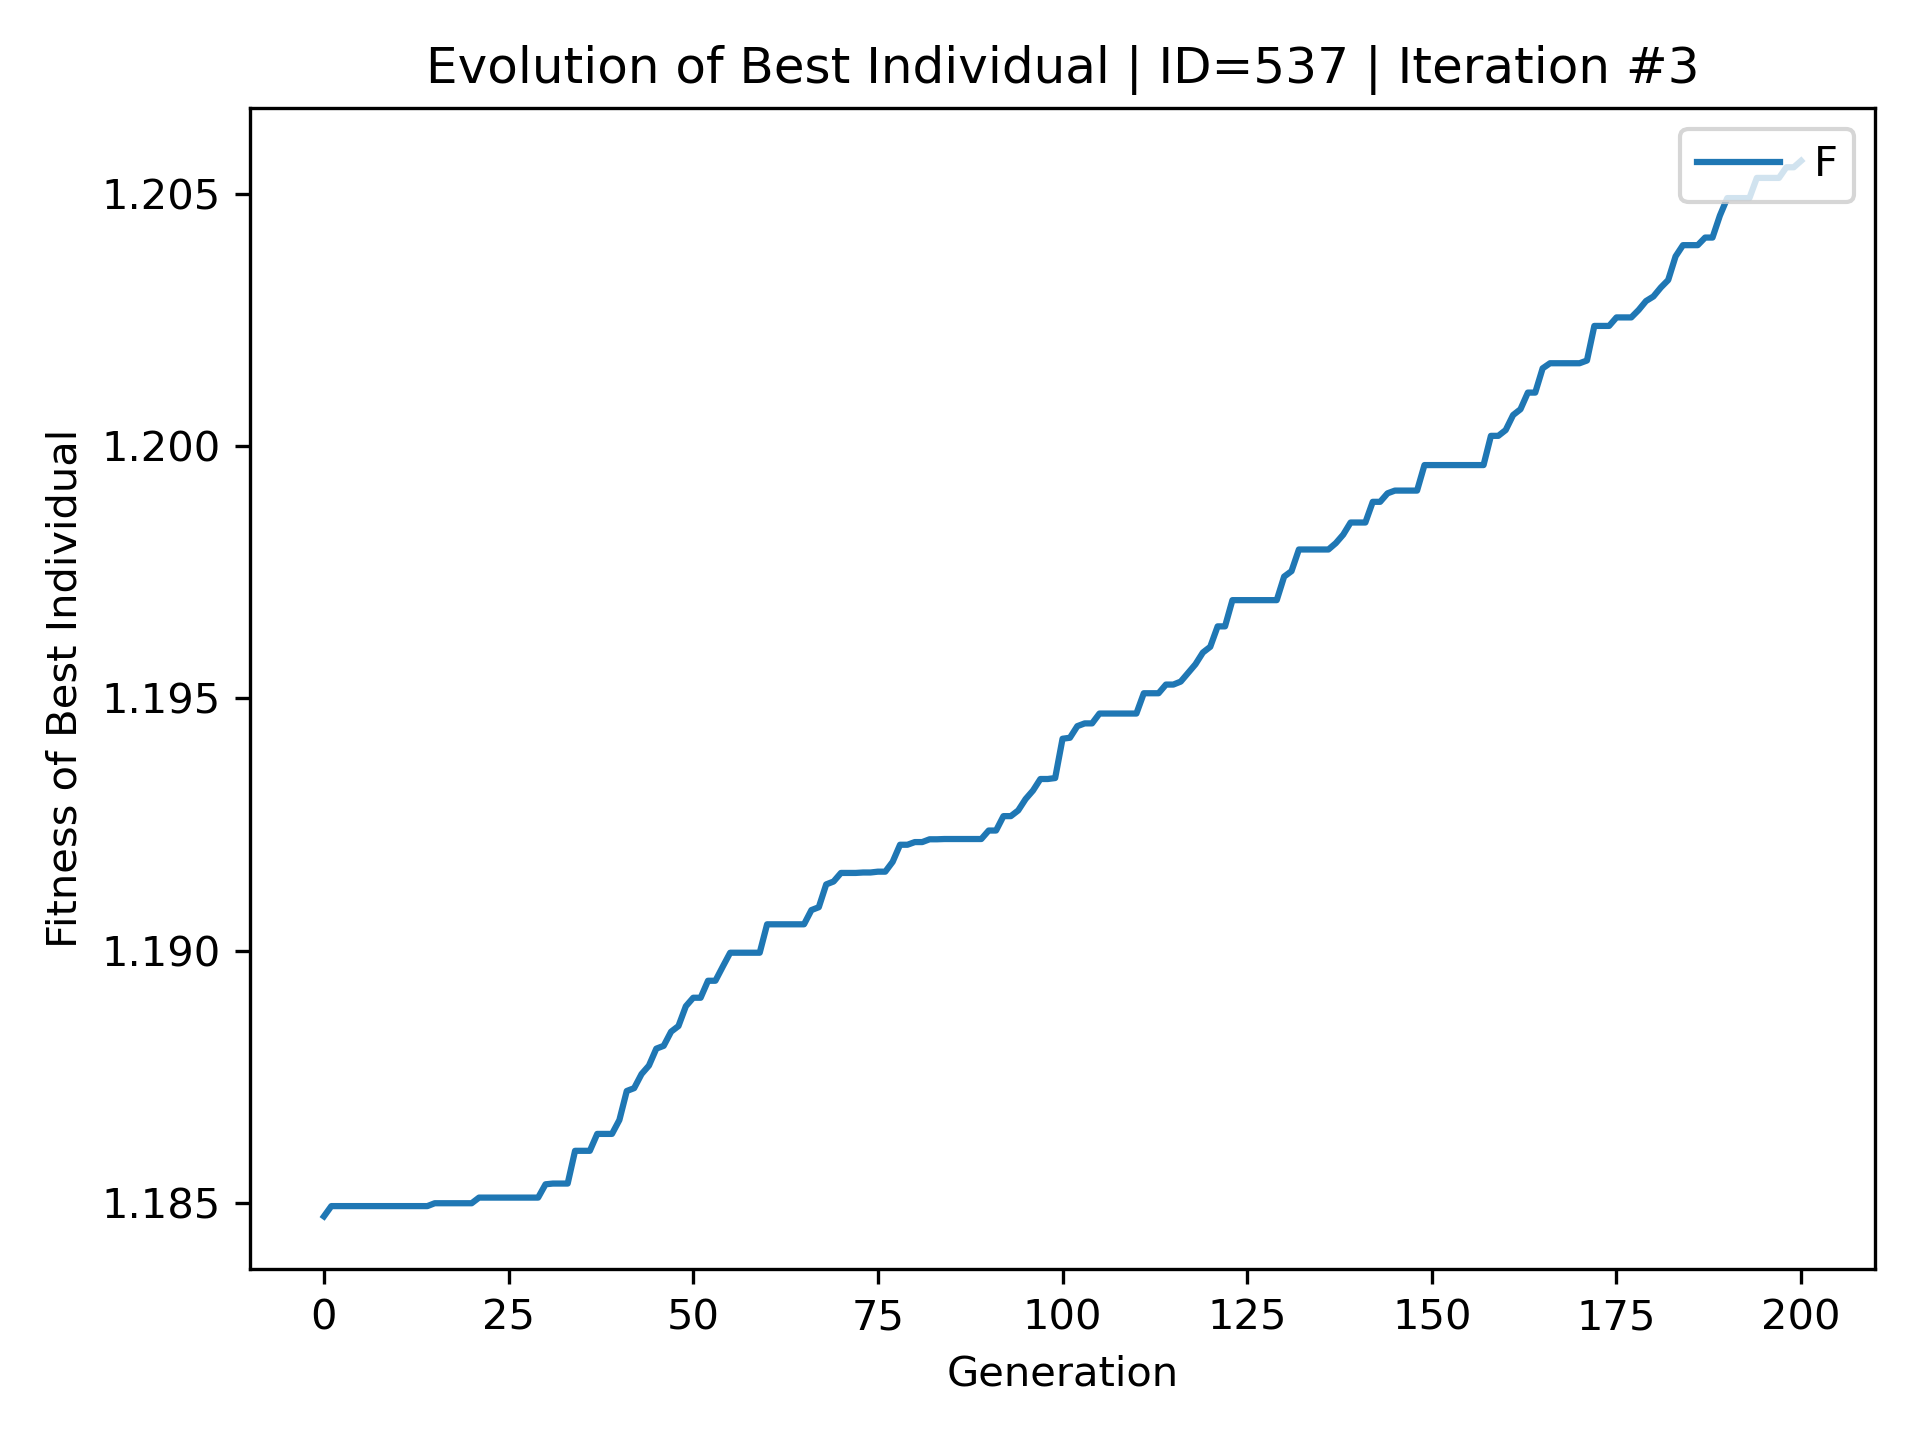 Evolution of Best Individual | ID=537 | Iteration #3
F
1.205
1.200
1.195
1.190
1.185
Fitness of Best Individual
0 25 50 75 100 125 150 175 200
Generation